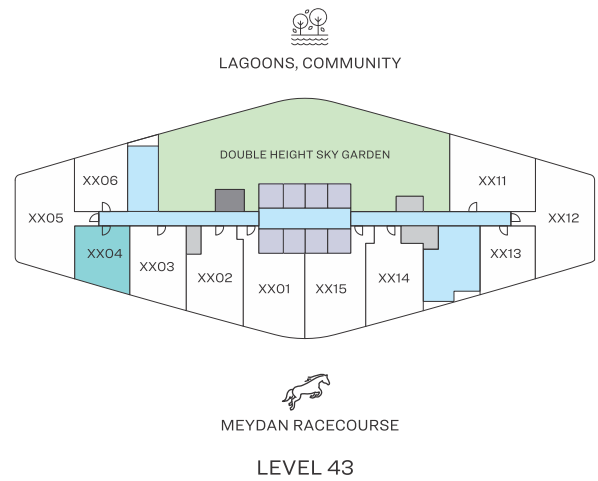 LAGOONS, COMMUNITY
DOUBLE HEIGHT SKY GARDEN
XX06
XX11
XX05
XX12
XX04
XX03
XX02
XX01
XX15
XX14
XX13
MEYDAN RACECOURSE
LEVEL 43